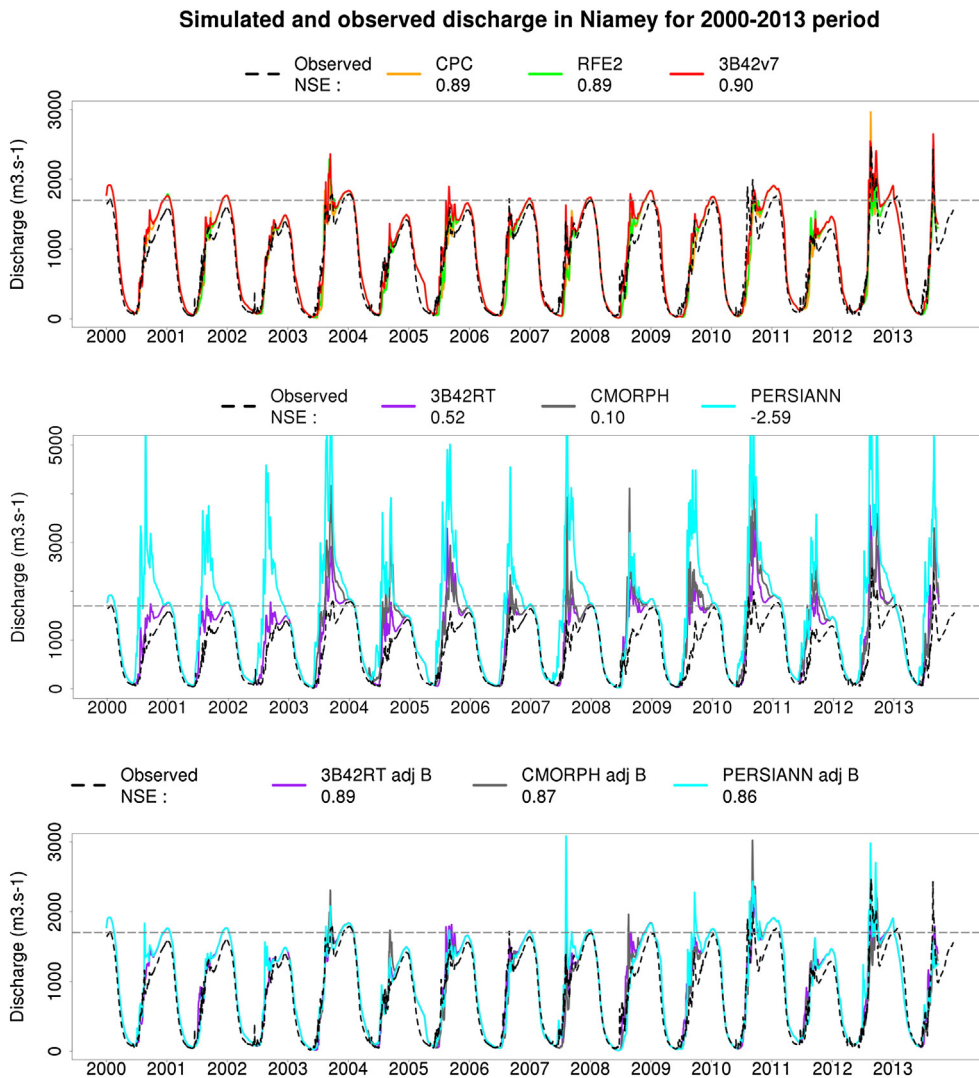 Simulated and observed discharge in Niamey for 2000-2013 period
Observed CPC RFE2 3B42v7
NSE : 0.89 0.89 0.90
Discharge (m3.s-1)
3000
2000
1000
0
2000 2001 2002 2003 2004 2005 2006 2007 2008 2009 2010 2011 2012 2013
Observed 3B42RT CMORPH PERSIANN
NSE : 0.52 0.10 -2.59
Discharge (m3.s-1)
5000
3000
1000
0
2000 2001 2002 2003 2004 2005 2006 2007 2008 2009 2010 2011 2012 2013
Observed 3B42RT adj B CMORPH adj B PERSIANN adj B
NSE : 0.89 0.87 0.86
Discharge (m3.s-1)
3000
2000
1000
0
2000 2001 2002 2003 2004 2005 2006 2007 2008 2009 2010 2011 2012 2013